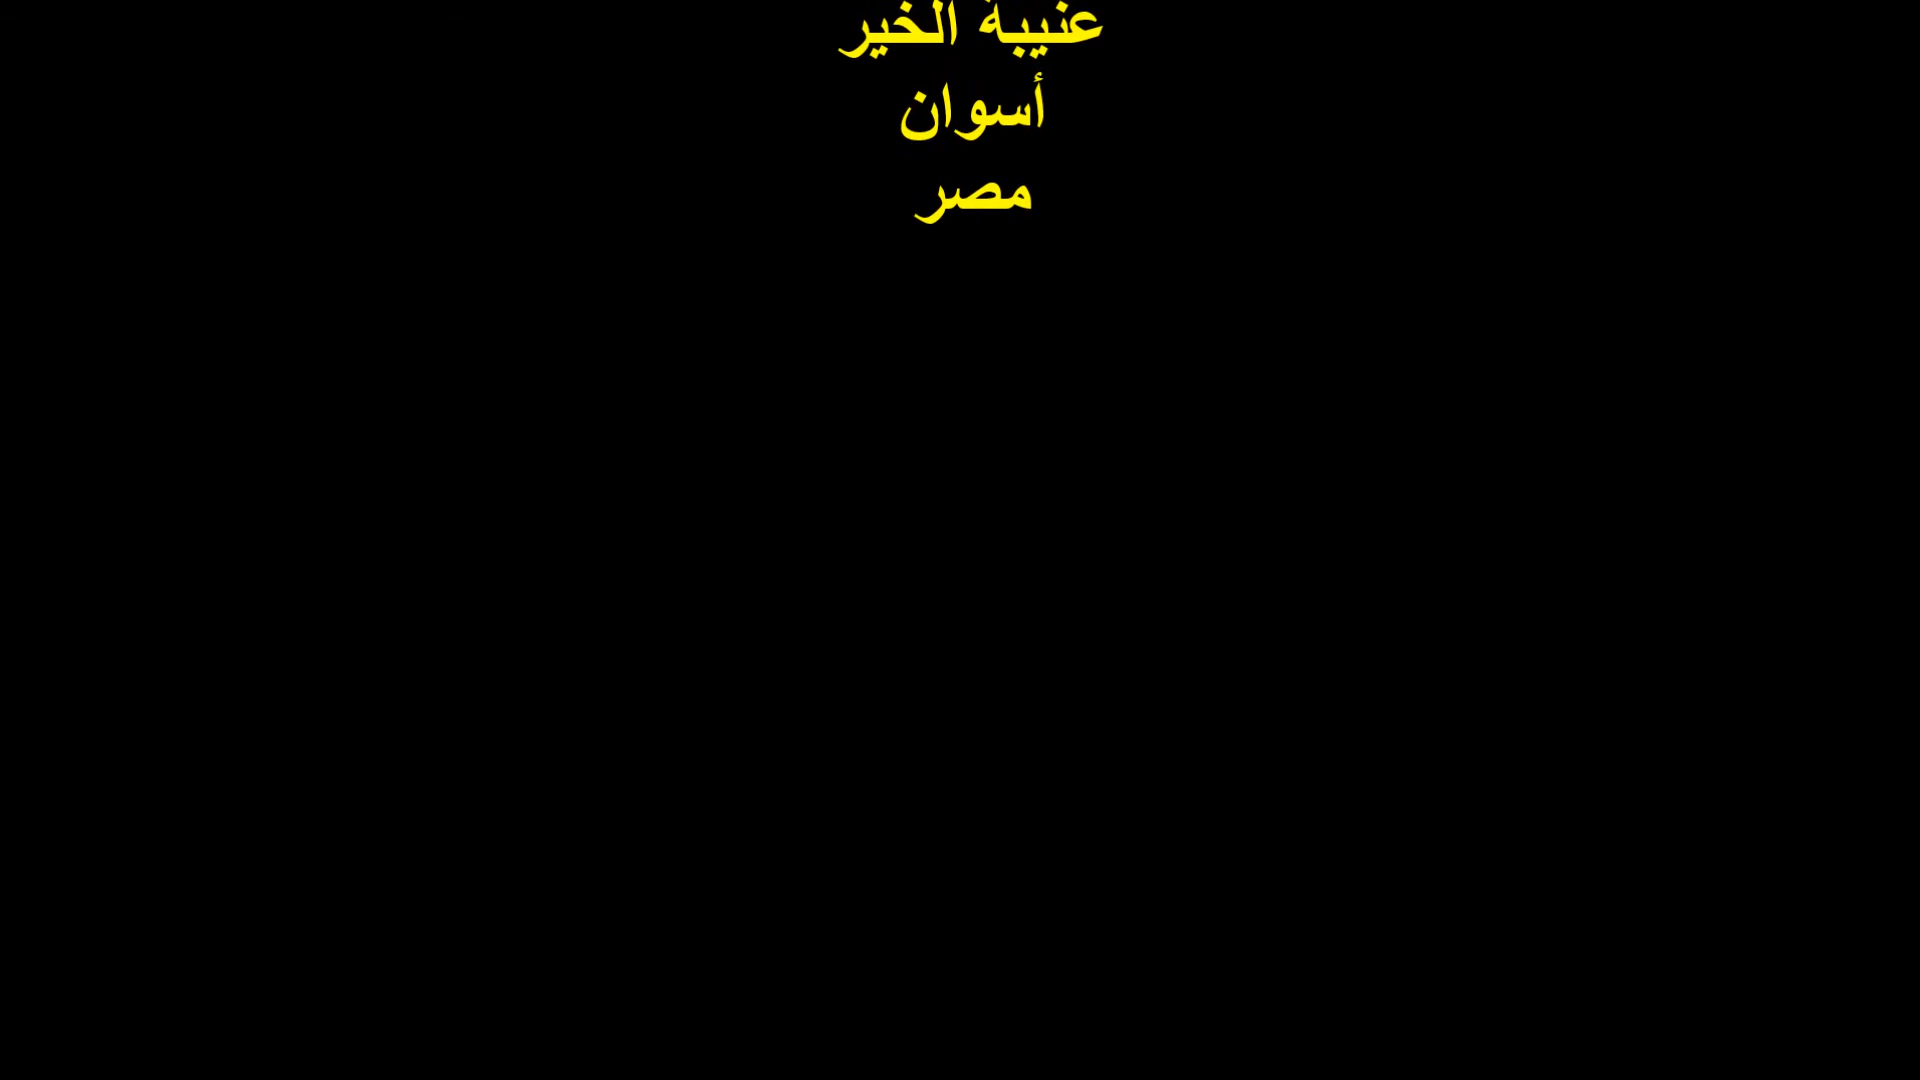 عنيبة الخير
أسوان
مصر